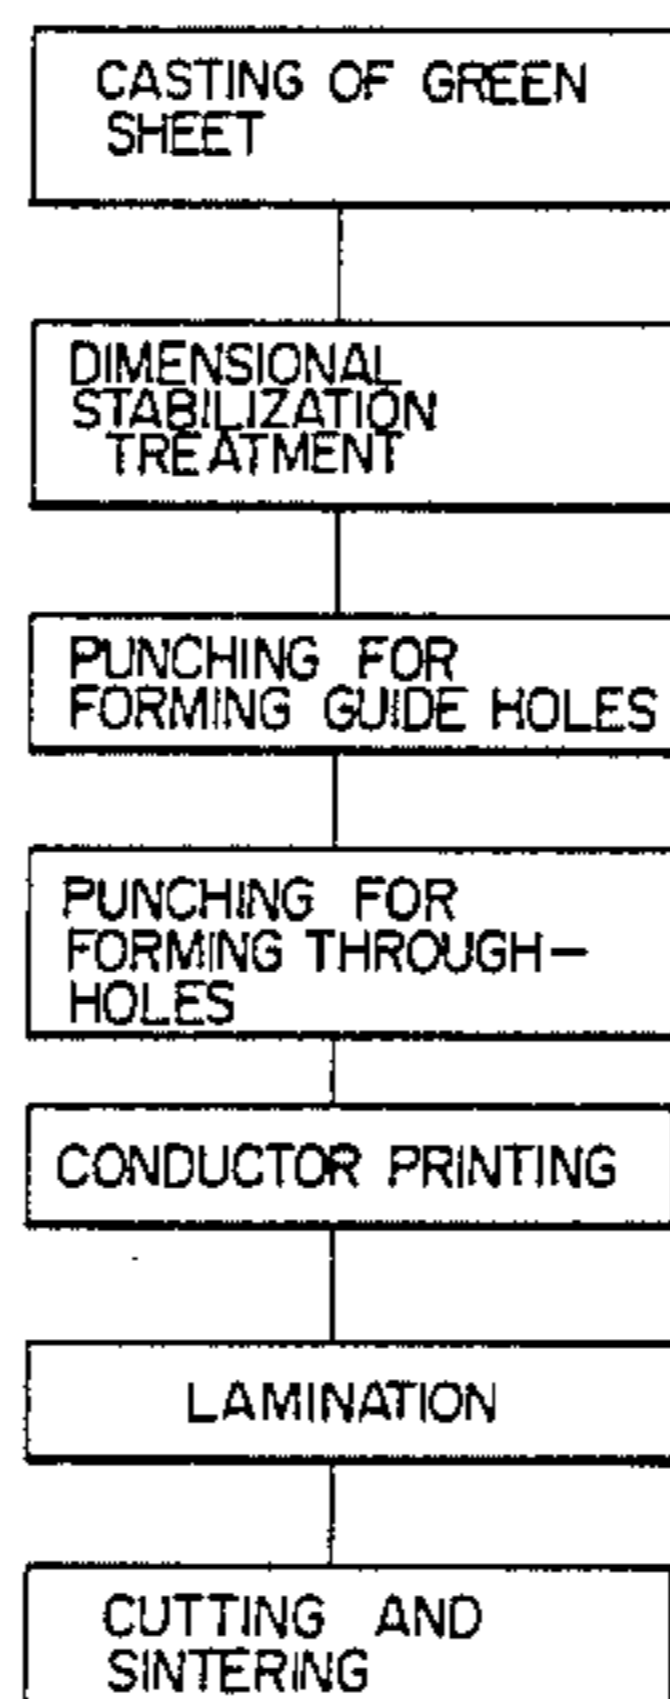 CASTING OF GREEN
SHEET
DIMENSIONAL
STABILIZATION
TREATMENT
PUNCHING FOR
FORMING GUIDE HOLES
PUNCHING FOR
FORMING THROUGH-
HOLES
CONDUCTOR PRINTING
LAMINATION
CUTTING AND
SINTERING